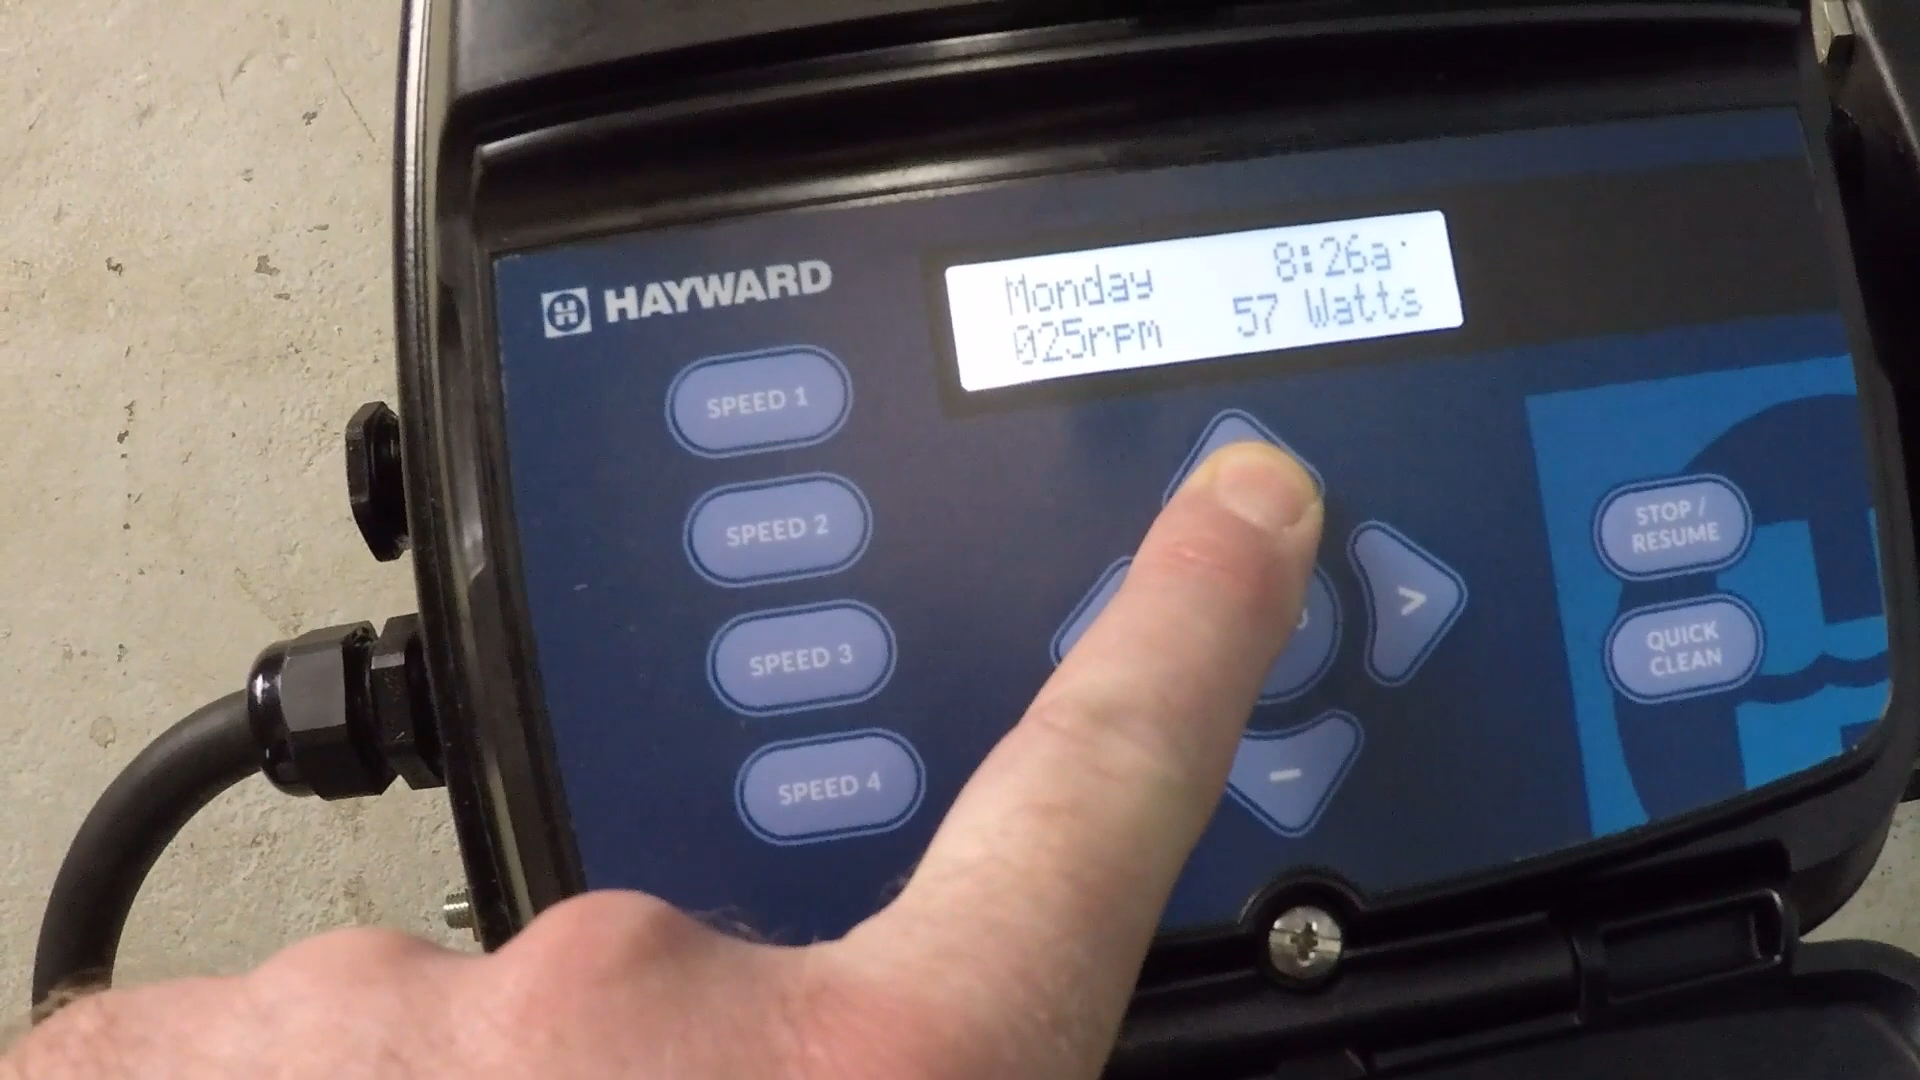 HAYWARD
Monday 8:26a
025rpm 57 Watts
SPEED 1
SPEED 2
SPEED 3
SPEED 4
>
−
STOP /
RESUME
QUICK
CLEAN